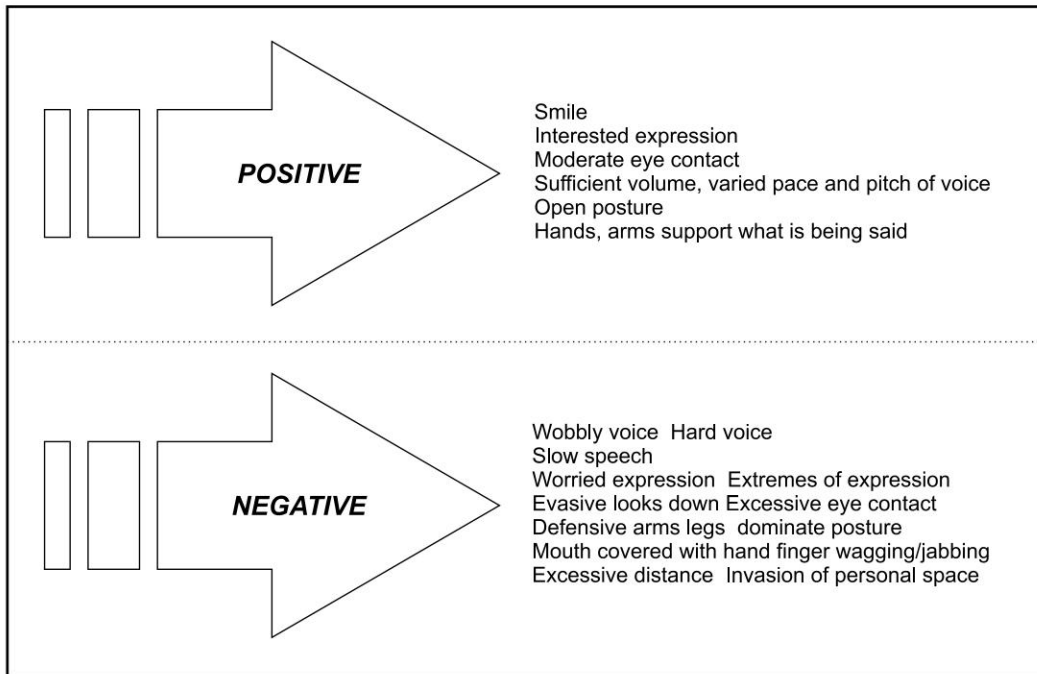 POSITIVE
Smile
Interested expression
Moderate eye contact
Sufficient volume, varied pace and pitch of voice
Open posture
Hands, arms support what is being said
NEGATIVE
Wobbly voice  Hard voice
Slow speech
Worried expression  Extremes of expression
Evasive looks down Excessive eye contact
Defensive arms legs  dominate posture
Mouth covered with hand finger wagging/jabbing
Excessive distance  Invasion of personal space